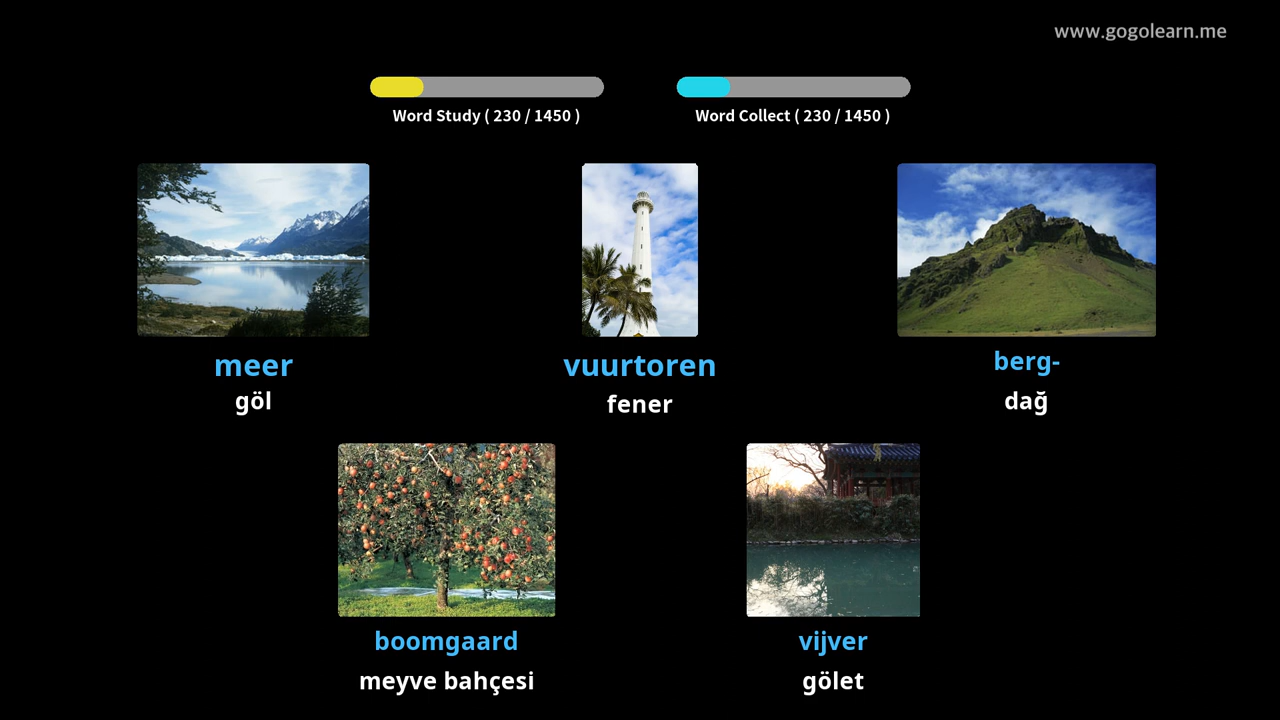 www.gogolearn.me
Word Study ( 230 / 1450 )
Word Collect ( 230 / 1450 )
meer
göl
vuurtoren
fener
berg-
dağ
boomgaard
meyve bahçesi
vijver
gölet